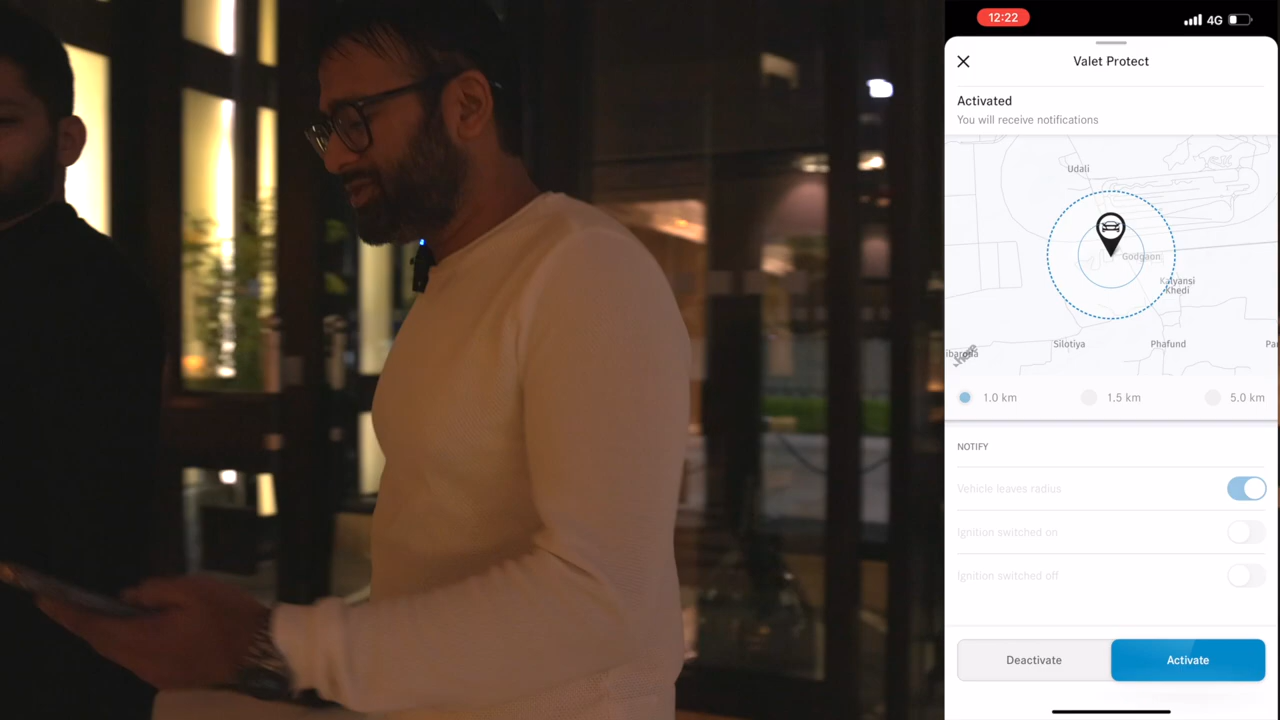 12:22
4G
Valet Protect
Activated
You will receive notifications
Udali
Godgaon
Kalyansi
Khedi
Silotiya
Phafund
1.0 km
1.5 km
5.0 km
NOTIFY
Vehicle leaves radius
Ignition switched on
Ignition switched off
Deactivate
Activate